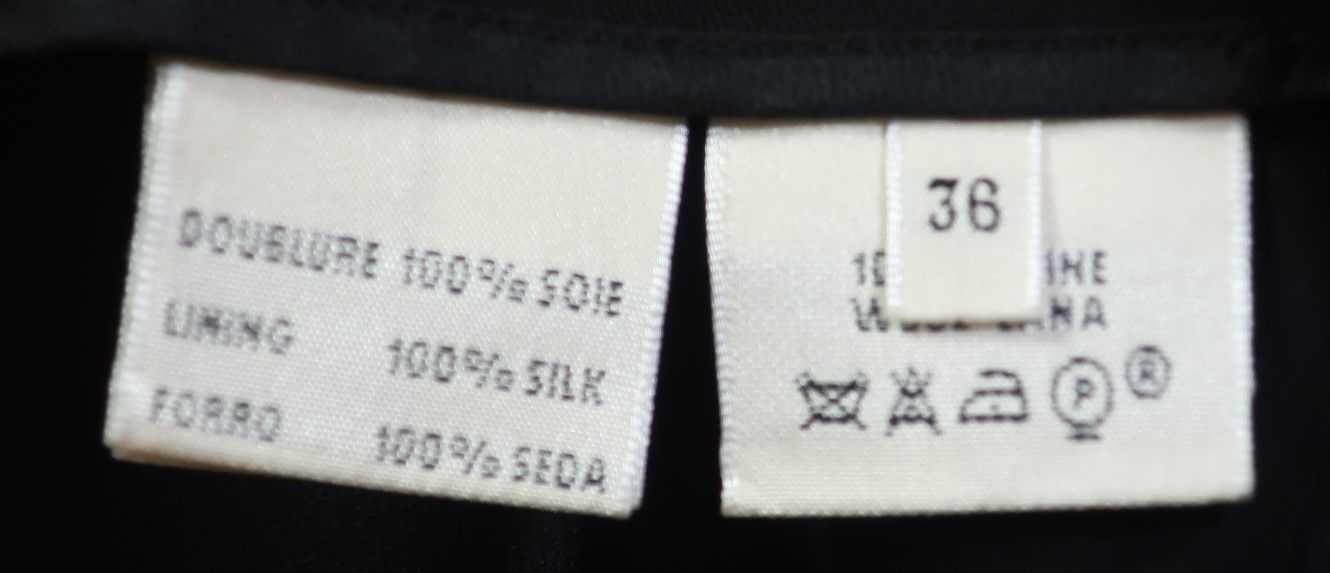 DOUBLURE 100% SOIE
LINING 100% SILK
FORRO 100% SEDA
36
P
®